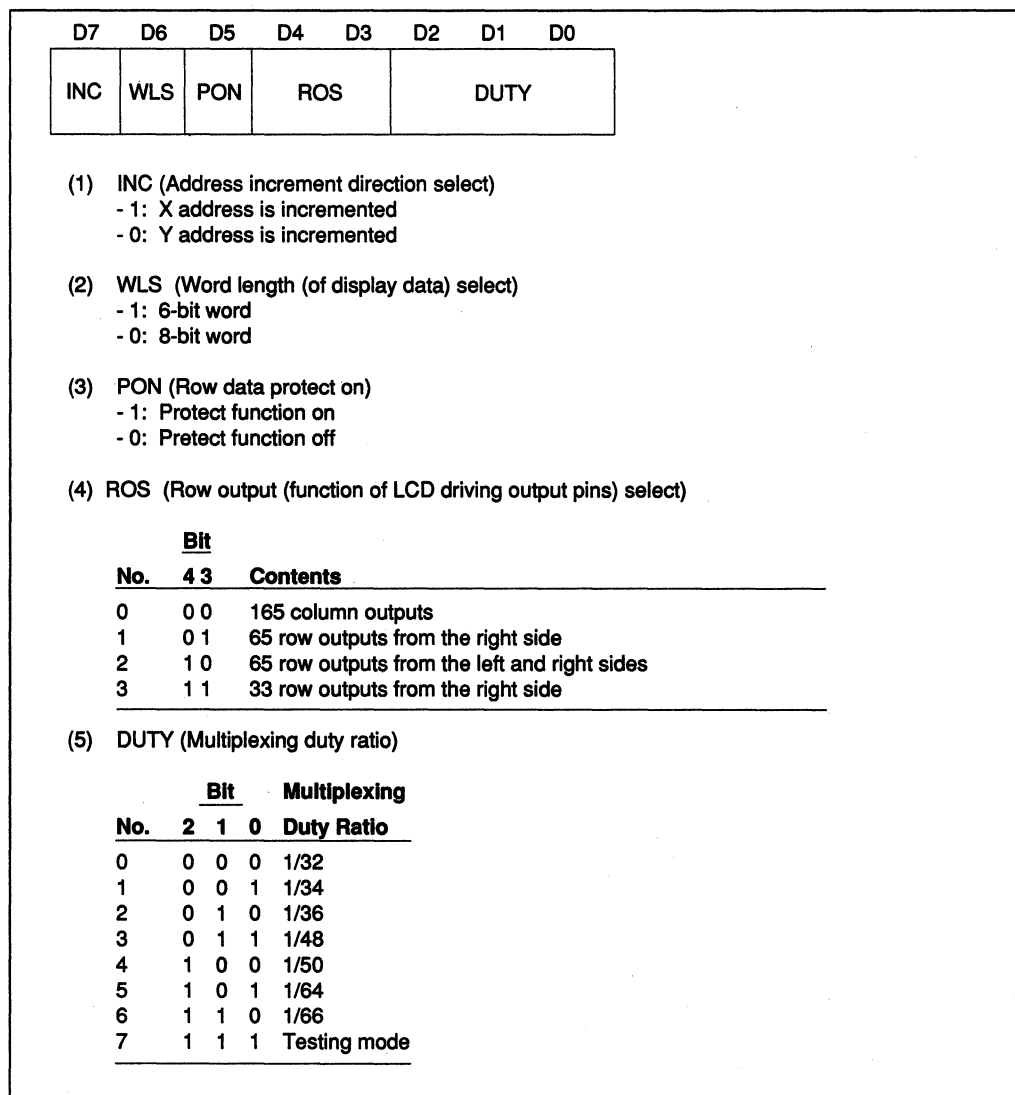 D7 D6 D5 D4 D3 D2 D1 D0
INC WLS PON ROS DUTY
(1) INC (Address increment direction select)
- 1: X address is incremented
- 0: Y address is incremented
(2) WLS (Word length (of display data) select)
- 1: 6-bit word
- 0: 8-bit word
(3) PON (Row data protect on)
- 1: Protect function on
- 0: Pretect function off
(4) ROS (Row output (function of LCD driving output pins) select)
Bit
No. 4 3 Contents
0 0 0 165 column outputs
1 0 1 65 row outputs from the right side
2 1 0 65 row outputs from the left and right sides
3 1 1 33 row outputs from the right side
(5) DUTY (Multiplexing duty ratio)
Bit Multiplexing
No. 2 1 0 Duty Ratio
0 0 0 0 1/32
1 0 0 1 1/34
2 0 1 0 1/36
3 0 1 1 1/48
4 1 0 0 1/50
5 1 0 1 1/64
6 1 1 0 1/66
7 1 1 1 Testing mode